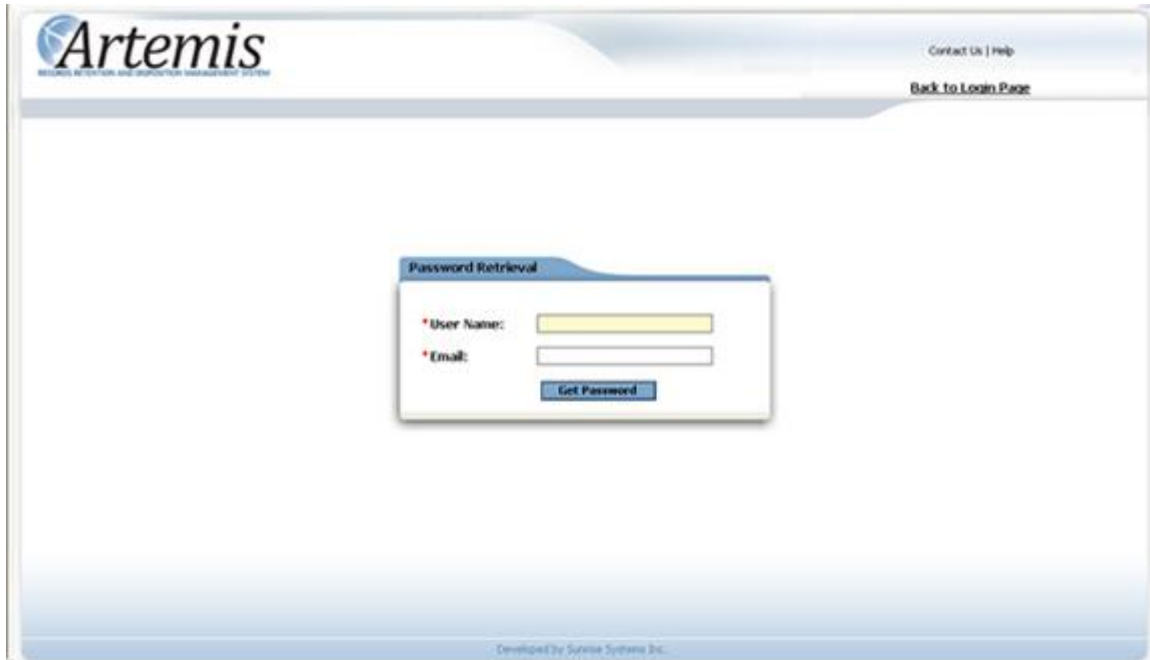 Artemis
RECORDS RETENTION AND DISPOSITION MANAGEMENT SYSTEM
Contact Us | Help
Back to Login Page
Password Retrieval
*User Name:
*Email:
Get Password
Developed by Sunrise Systems Inc.